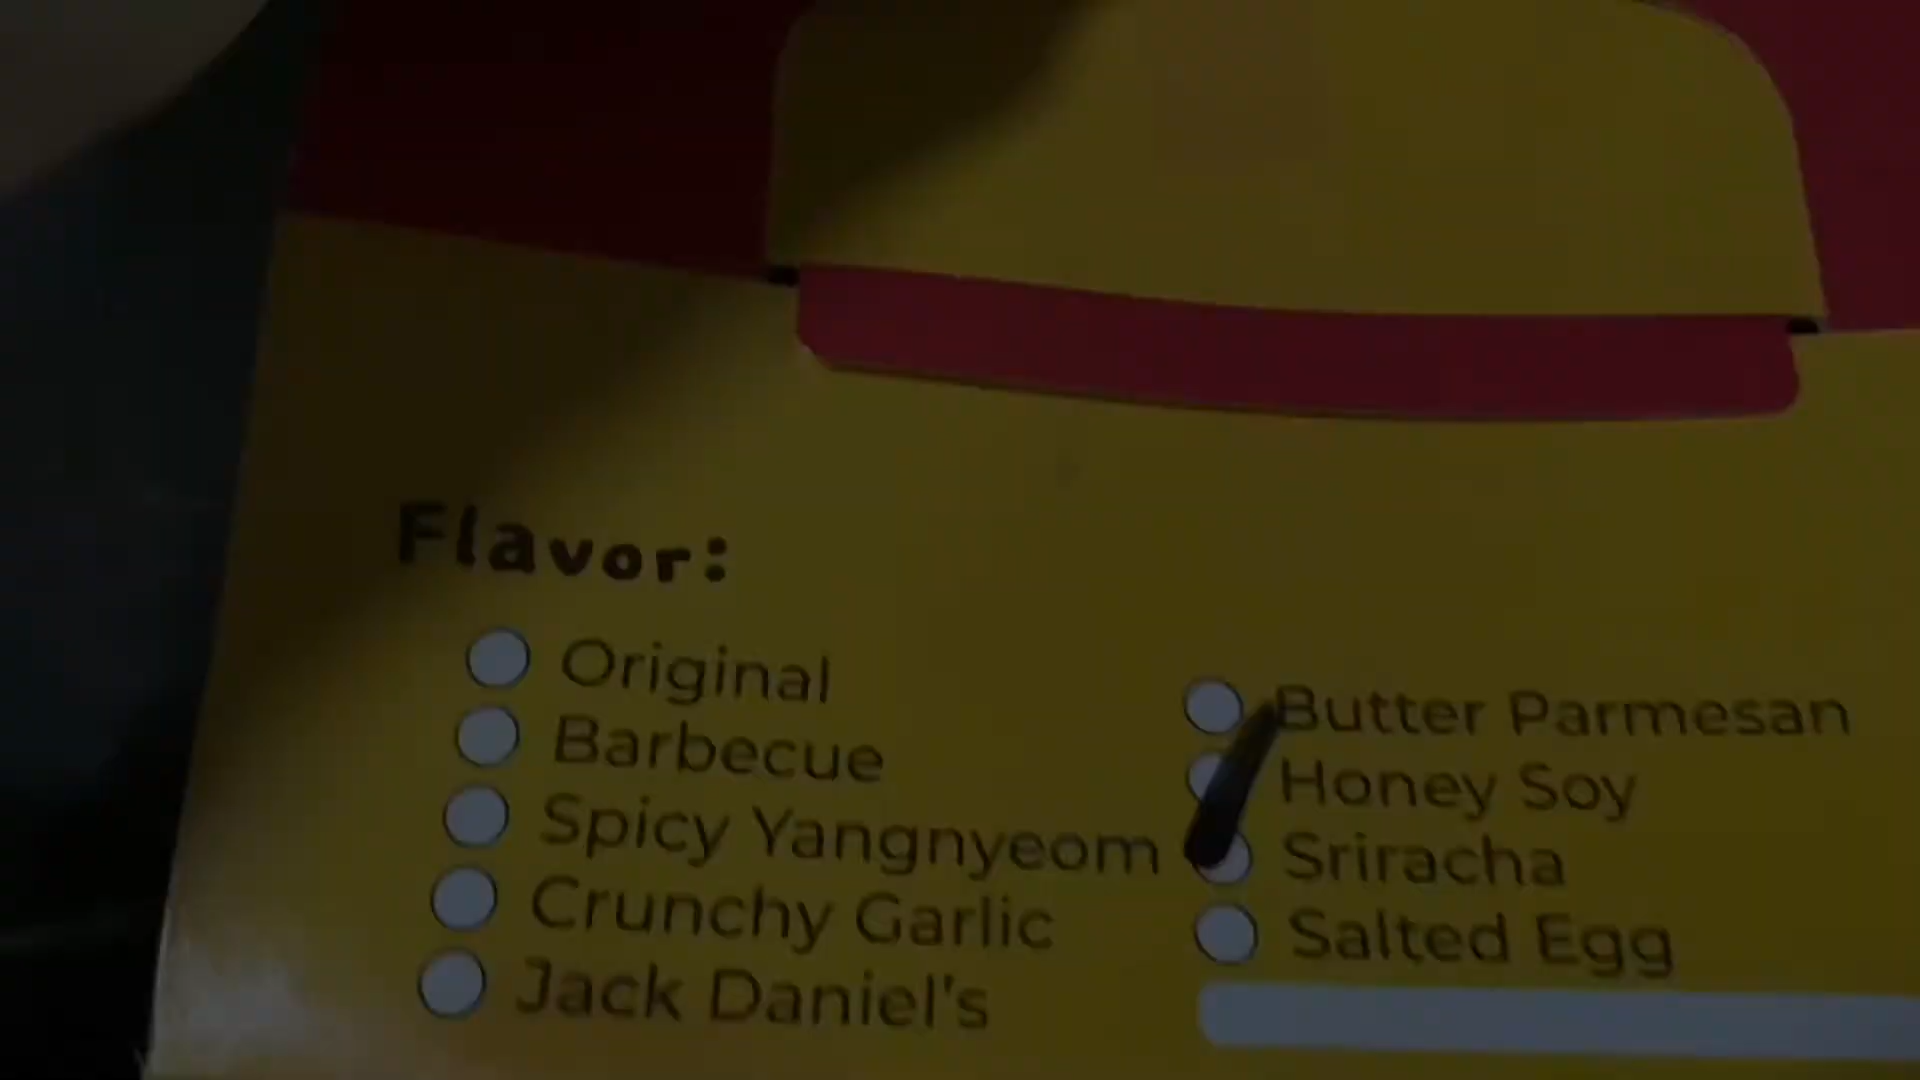 Flavor:
Original
Barbecue
Spicy Yangnyeom
Crunchy Garlic
Jack Daniel's
Butter Parmesan
Honey Soy
Sriracha
Salted Egg